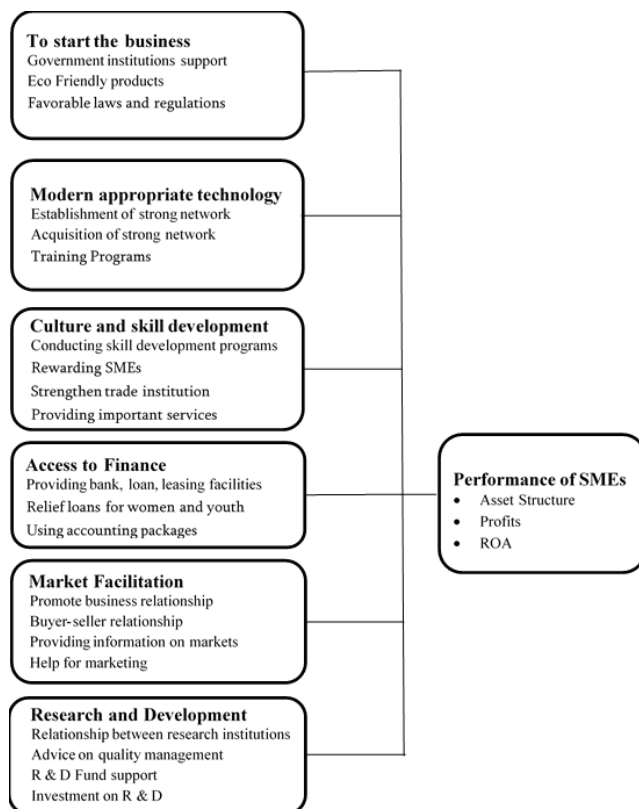 To start the business
Government institutions support
Eco Friendly products
Favorable laws and regulations
Modern appropriate technology
Establishment of strong network
Acquisition of strong network
Training Programs
Culture and skill development
Conducting skill development programs
Rewarding SMEs
Strengthen trade institution
Providing important services
Access to Finance
Providing bank, loan, leasing facilities
Relief loans for women and youth
Using accounting packages
Market Facilitation
Promote business relationship
Buyer-seller relationship
Providing information on markets
Help for marketing
Research and Development
Relationship between research institutions
Advice on quality management
R & D Fund support
Investment on R & D
Performance of SMEs
• Asset Structure
• Profits
• ROA